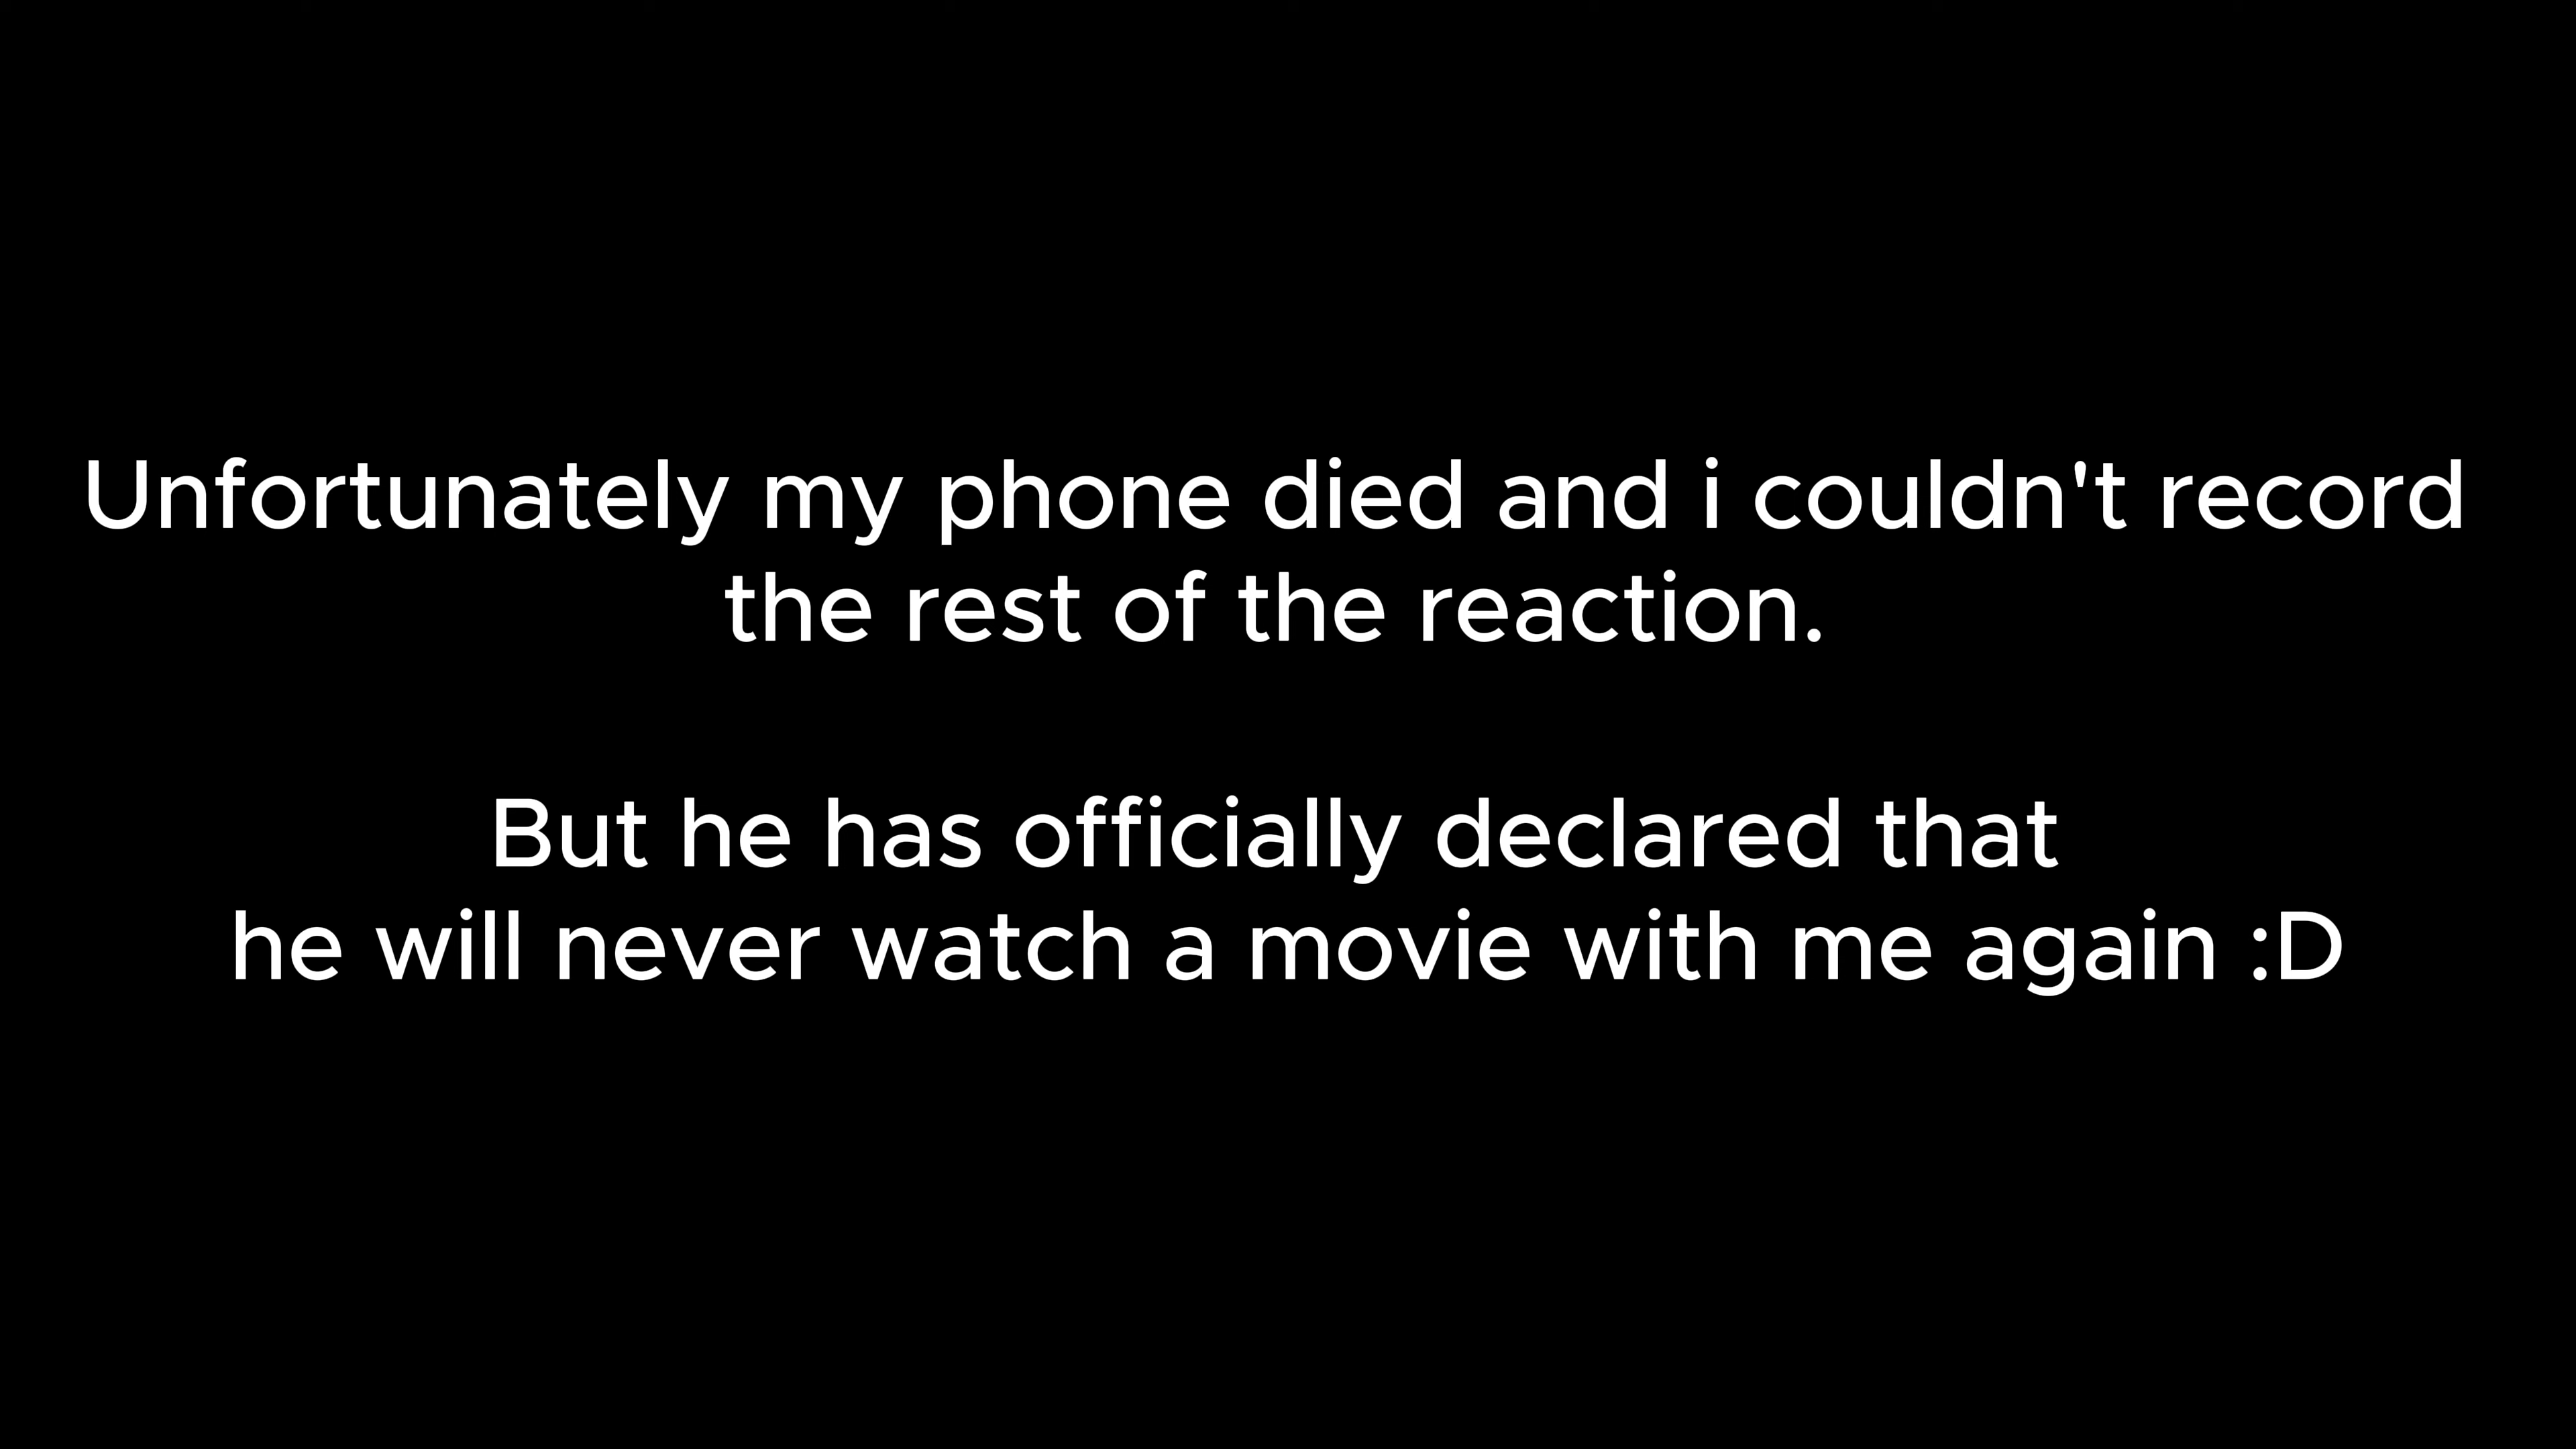 Unfortunately my phone died and i couldn't record
the rest of the reaction.
But he has officially declared that
he will never watch a movie with me again :D